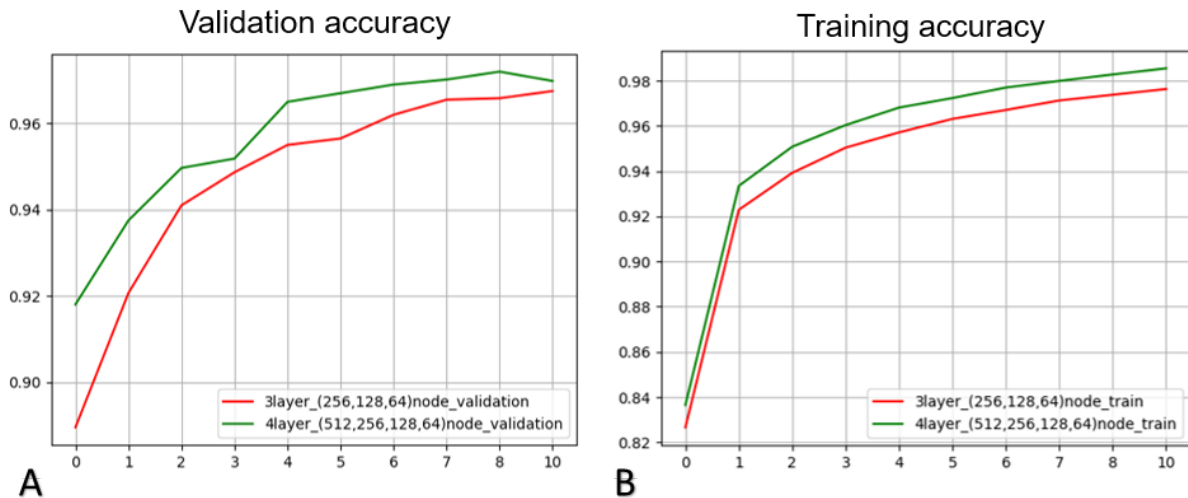 Validation accuracy
0.96
0.94
0.92
0.90
3layer_(256,128,64)node_validation
4layer_(512,256,128,64)node_validation
0 1 2 3 4 5 6 7 8 10
A
Training accuracy
0.98
0.96
0.94
0.92
0.90
0.88
0.86
0.84
0.82
3layer_(256,128,64)node_train
4layer_(512,256,128,64)node_train
0 1 2 3 4 5 6 7 8 10
B